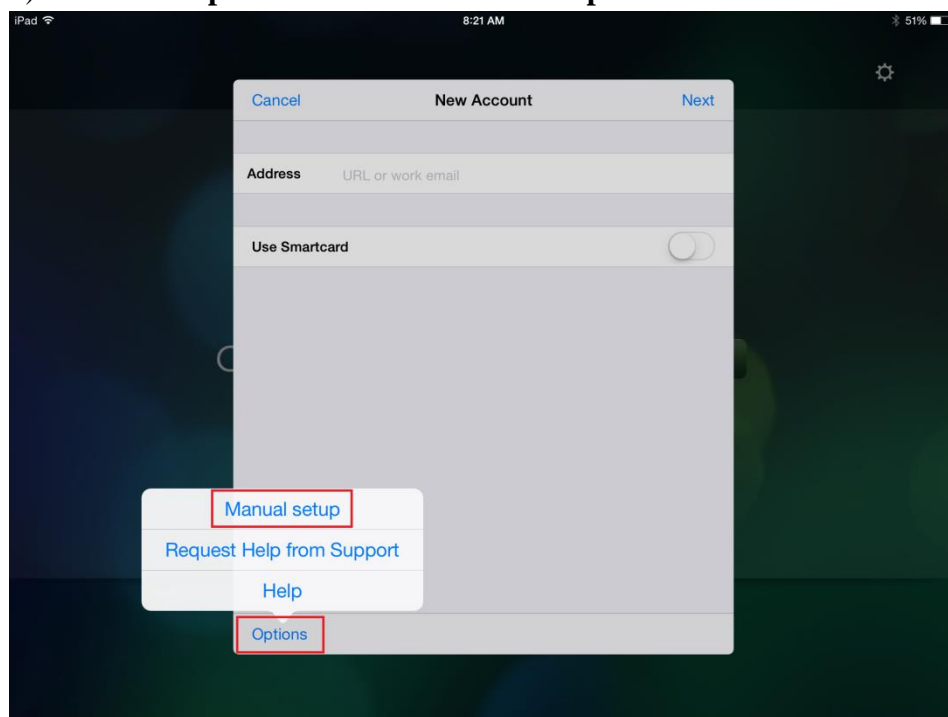 iPad 8:21 AM 51%
Cancel New Account Next
Address URL or work email
Use Smartcard
Manual setup
Request Help from Support
Help
Options